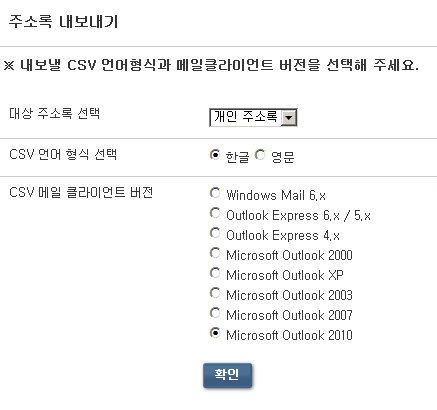 주소록 내보내기
※ 내보낼 CSV 언어형식과 메일클라이언트 버전을 선택해 주세요.
대상 주소록 선택 개인 주소록
CSV 언어 형식 선택 한글 영문
CSV 메일 클라이언트 버전 Windows Mail 6.x
Outlook Express 6.x / 5.x
Outlook Express 4.x
Microsoft Outlook 2000
Microsoft Outlook XP
Microsoft Outlook 2003
Microsoft Outlook 2007
Microsoft Outlook 2010
확인